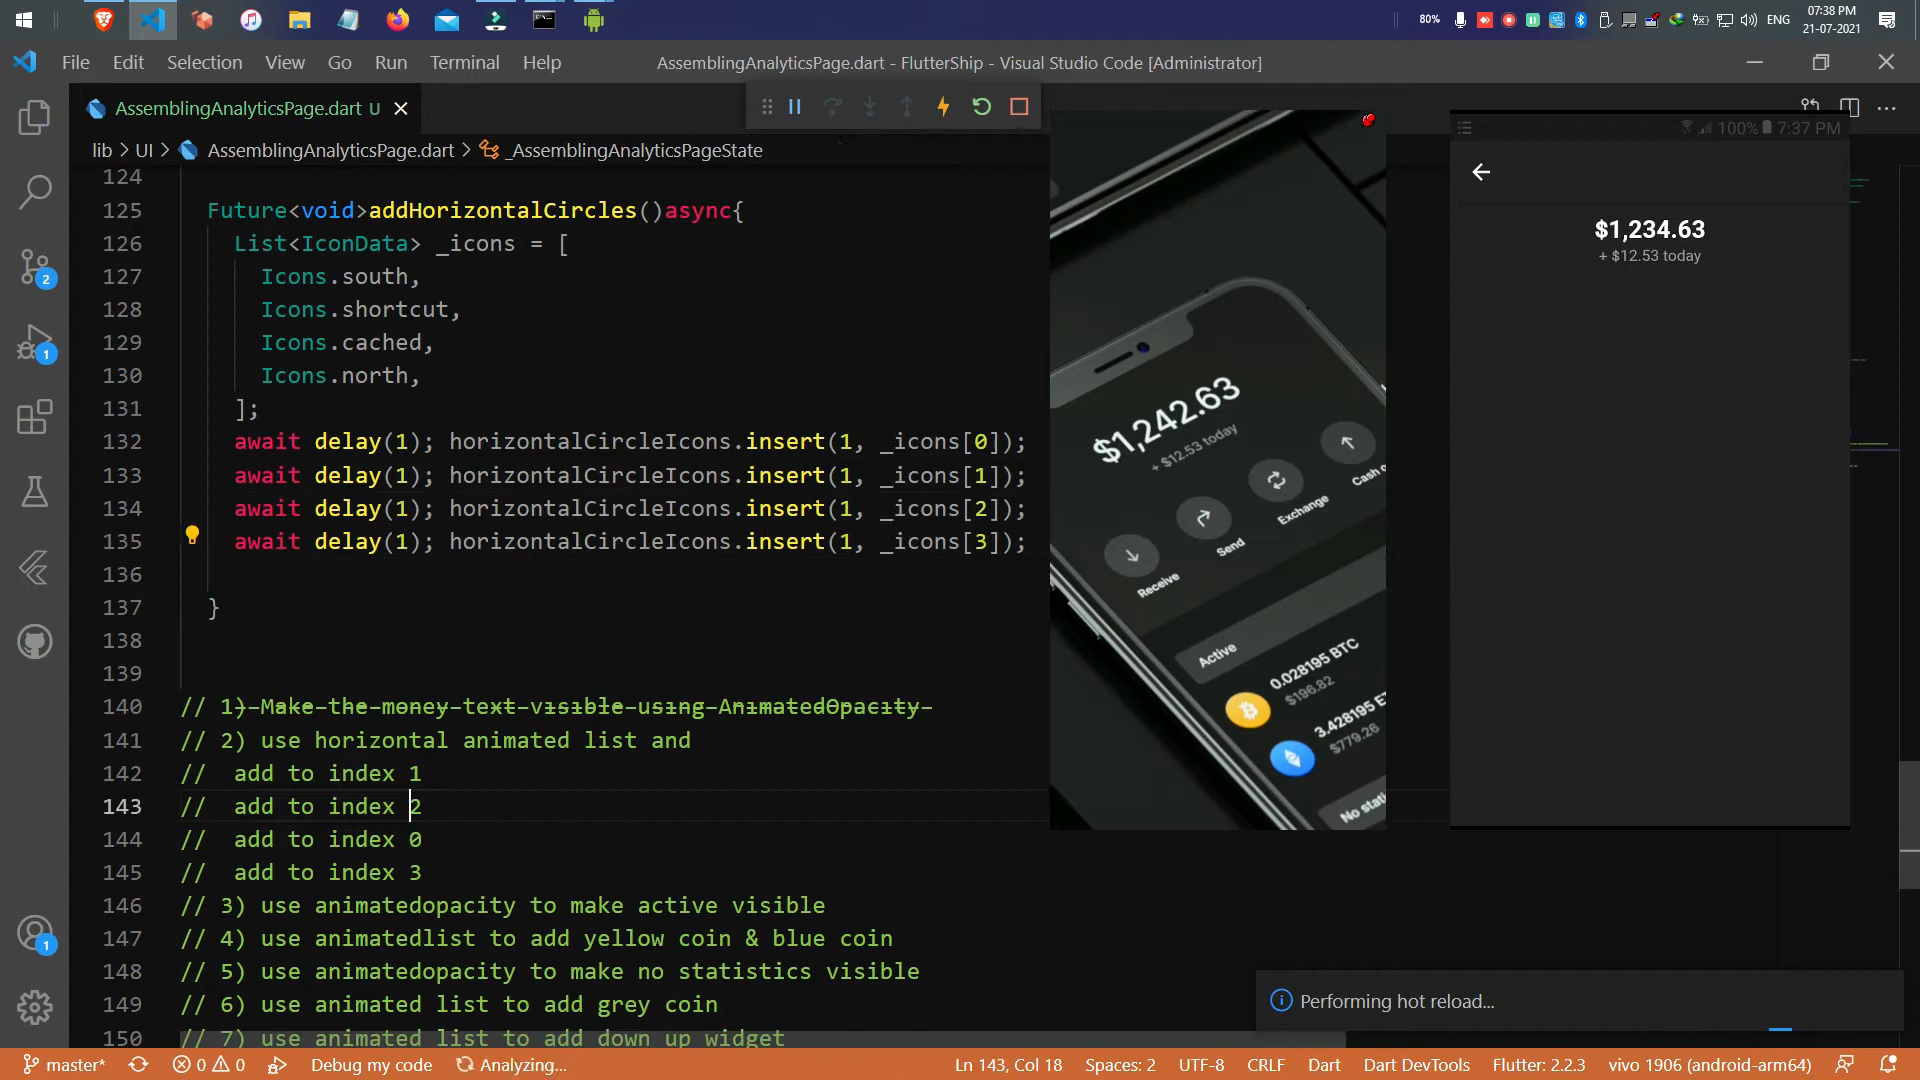 80%
ENG
07:38 PM
21-07-2021
File Edit Selection View Go Run Terminal Help
AssemblingAnalyticsPage.dart - FlutterShip - Visual Studio Code [Administrator]
AssemblingAnalyticsPage.dart U
lib > UI > AssemblingAnalyticsPage.dart > _AssemblingAnalyticsPageState
124
125 Future<void>addHorizontalCircles()async{
126 List<IconData> _icons = [
127 Icons.south,
128 Icons.shortcut,
129 Icons.cached,
130 Icons.north,
131 ];
132 await delay(1); horizontalCircleIcons.insert(1, _icons[0]);
133 await delay(1); horizontalCircleIcons.insert(1, _icons[1]);
134 await delay(1); horizontalCircleIcons.insert(1, _icons[2]);
135 await delay(1); horizontalCircleIcons.insert(1, _icons[3]);
136
137 }
138
139
140 // 1) Make the money text visible using AnimatedOpacity
141 // 2) use horizontal animated list and
142 // add to index 1
143 // add to index 2
144 // add to index 0
145 // add to index 3
146 // 3) use animatedopacity to make active visible
147 // 4) use animatedlist to add yellow coin & blue coin
148 // 5) use animatedopacity to make no statistics visible
149 // 6) use animated list to add grey coin
150 // 7) use animated list to add down up widget
2
1
1
$1,242.63
+ $12.53 today
Receive
Send
Exchange
Cash o
Active
0.028195 BTC
$196.82
3.428195 E
$779.26
No stati
100% 7:37 PM
$1,234.63
+ $12.53 today
Performing hot reload...
master* 0 0 Debug my code Analyzing... Ln 143, Col 18 Spaces: 2 UTF-8 CRLF Dart Dart DevTools Flutter: 2.2.3 vivo 1906 (android-arm64)